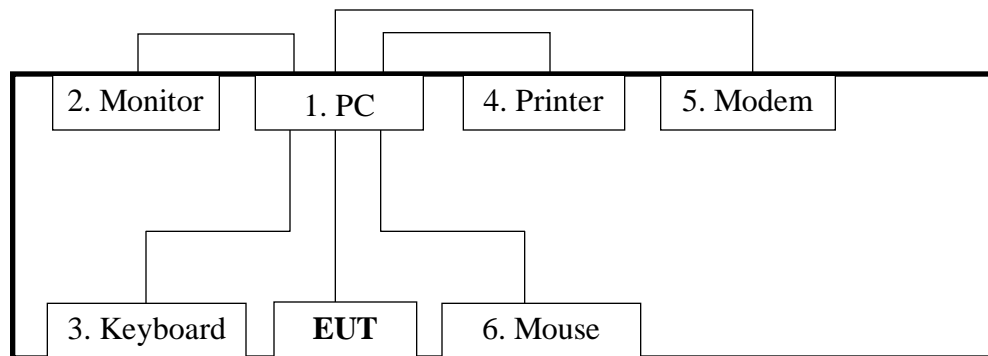 2. Monitor
1. PC
4. Printer
5. Modem
3. Keyboard
EUT
6. Mouse